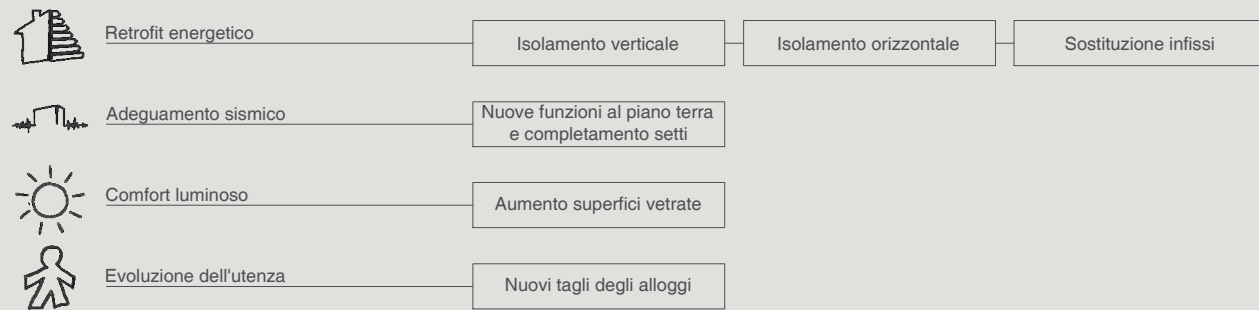 Retrofit energetico
Isolamento verticale
Isolamento orizzontale
Sostituzione infissi
Adeguamento sismico
Nuove funzioni al piano terra
e completamento setti
Comfort luminoso
Aumento superfici vetrate
Evoluzione dell'utenza
Nuovi tagli degli alloggi